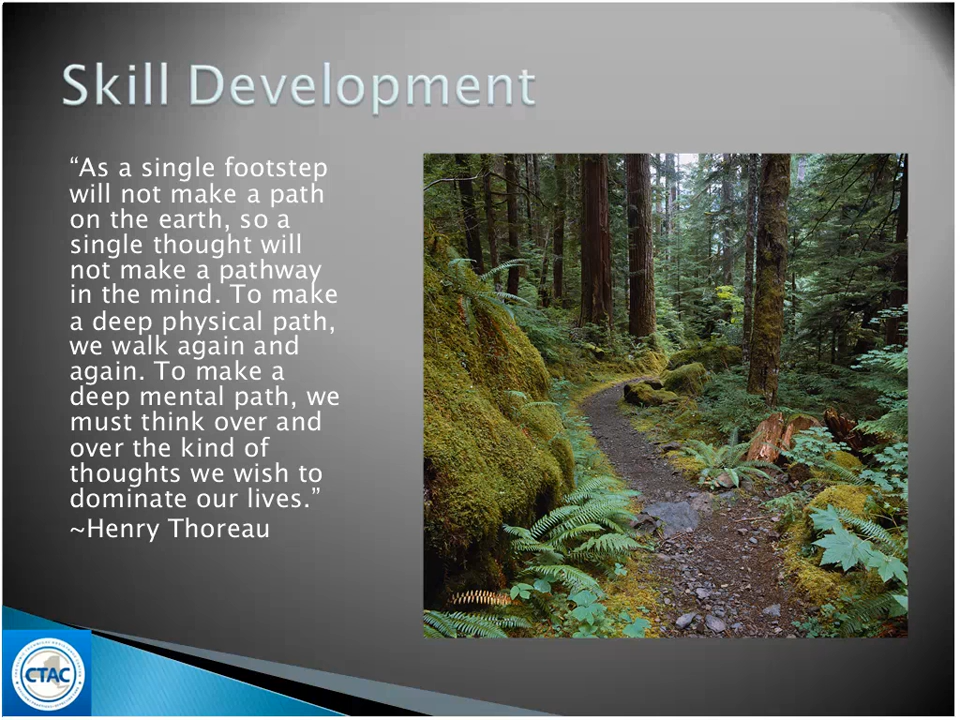 Skill Development
“As a single footstep
will not make a path
on the earth, so a
single thought will
not make a pathway
in the mind. To make
a deep physical path,
we walk again and
again. To make a
deep mental path, we
must think over and
over the kind of
thoughts we wish to
dominate our lives.”
~Henry Thoreau
CTAC